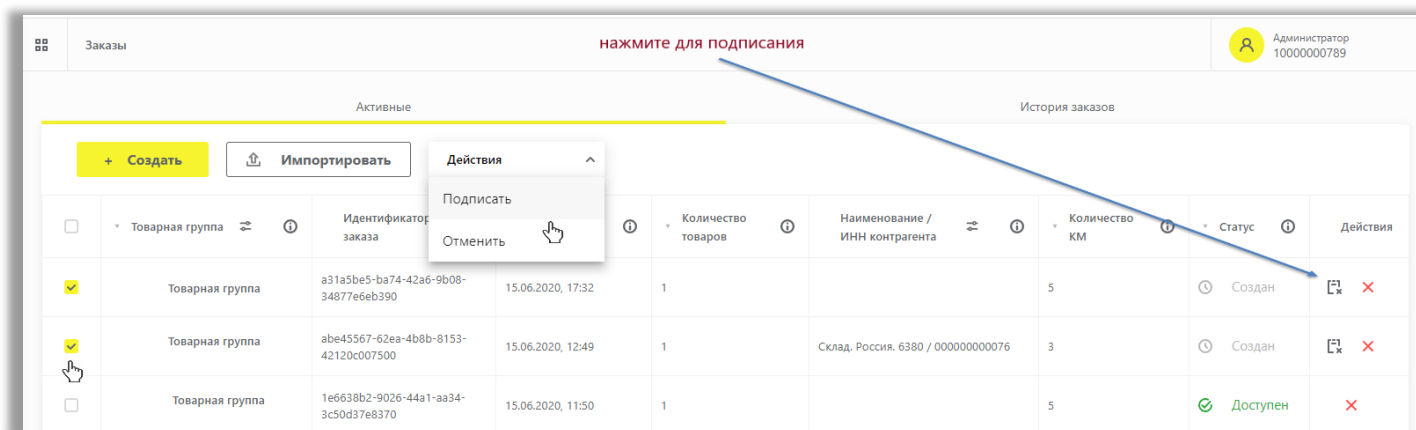 Заказы
нажмите для подписания
Администратор
10000000789
Активные
История заказов
+ Создать
Импортировать
Действия
Подписать
Отменить
Товарная группа
Идентификатор
заказа
Количество
товаров
Наименование /
ИНН контрагента
Количество
КМ
Статус
Действия
Товарная группа
a31a5be5-ba74-42a6-9b08-
34877e6eb390
15.06.2020, 17:32
1
5
Создан
Товарная группа
abe45567-62ea-4b8b-8153-
42120c007500
15.06.2020, 12:49
1
Склад. Россия. 6380 / 000000000076
3
Создан
Товарная группа
1e6638b2-9026-44a1-aa34-
3c50d37e8370
15.06.2020, 11:50
1
5
Доступен